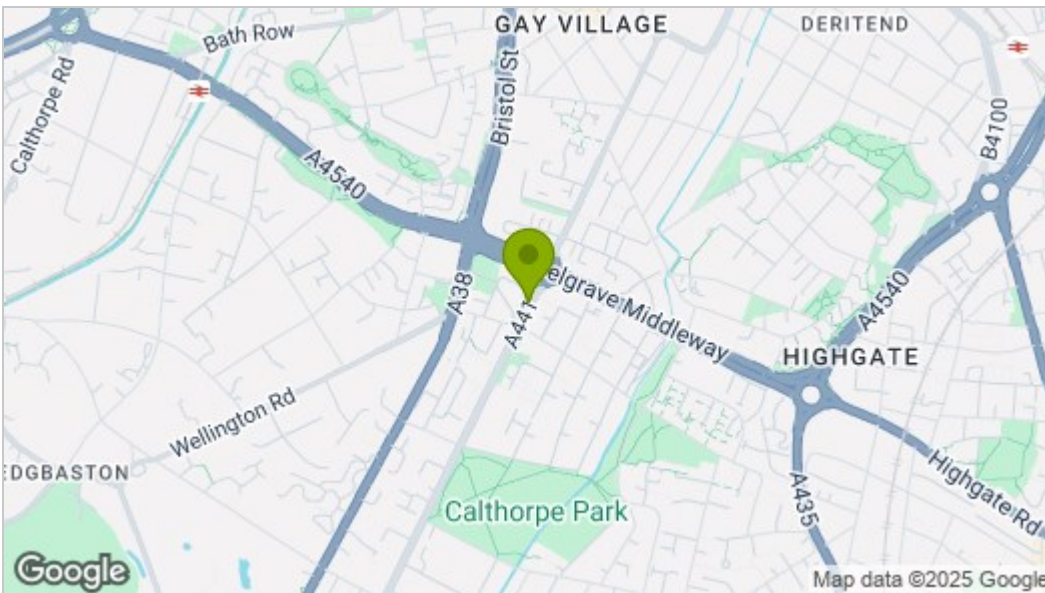 GAY VILLAGE
DERITEND
Bath Row
Bristol St
Calthorpe Rd
B4100
A4540
A38
elgrave Middleway
A441
A4540
HIGHGATE
Wellington Rd
EDGBASTON
Highgate Rd
A435
Calthorpe Park
Google
Map data ©2025 Google